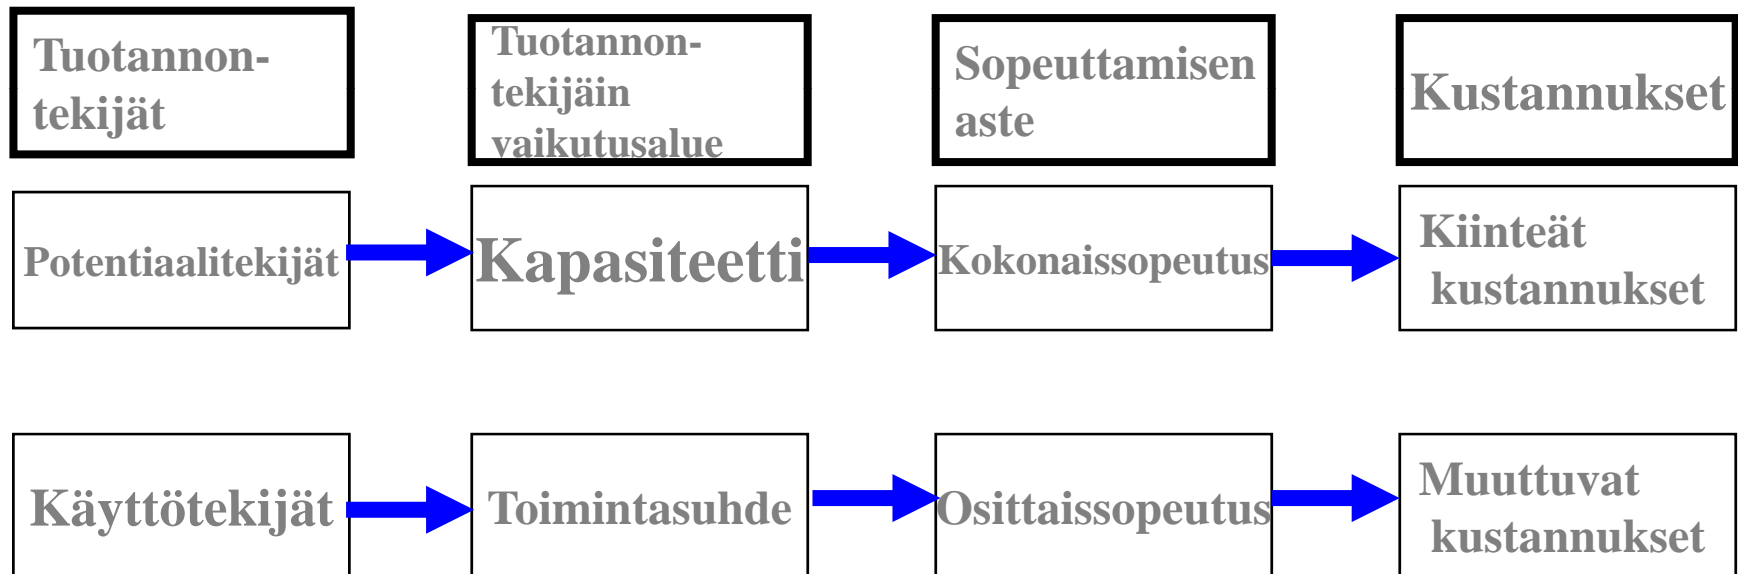 Tuotannon-
tekijät
Tuotannon-
tekijäin
vaikutusalue
Sopeuttamisen
aste
Kustannukset
Potentiaalitekijät
Kapasiteetti
Kokonaissopeutus
Kiinteät
kustannukset
Käyttötekijät
Toimintasuhde
Osittaissopeutus
Muuttuvat
kustannukset